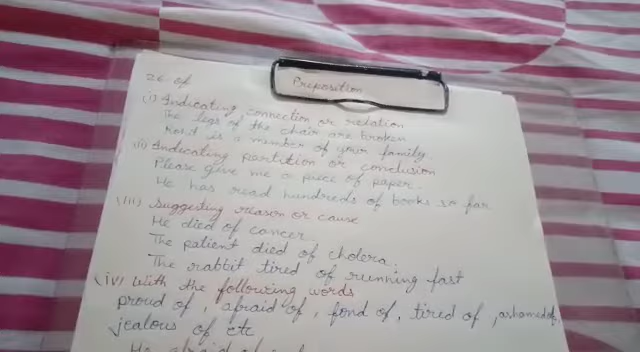 Preposition
26. of
(i) Indicating connection or relation
The legs of the chair are broken
is a member of your family.
(ii) Indicating partition or conclusion
Please give me a piece of paper.
He has read hundreds of books so far
(iii) Suggesting reason or cause
He died of cancer.
The patient died of cholera.
The rabbit tired of running fast
(iv) With the following words
proud of, afraid of, fond of, tired of, ashamed of,
jealous of etc
He